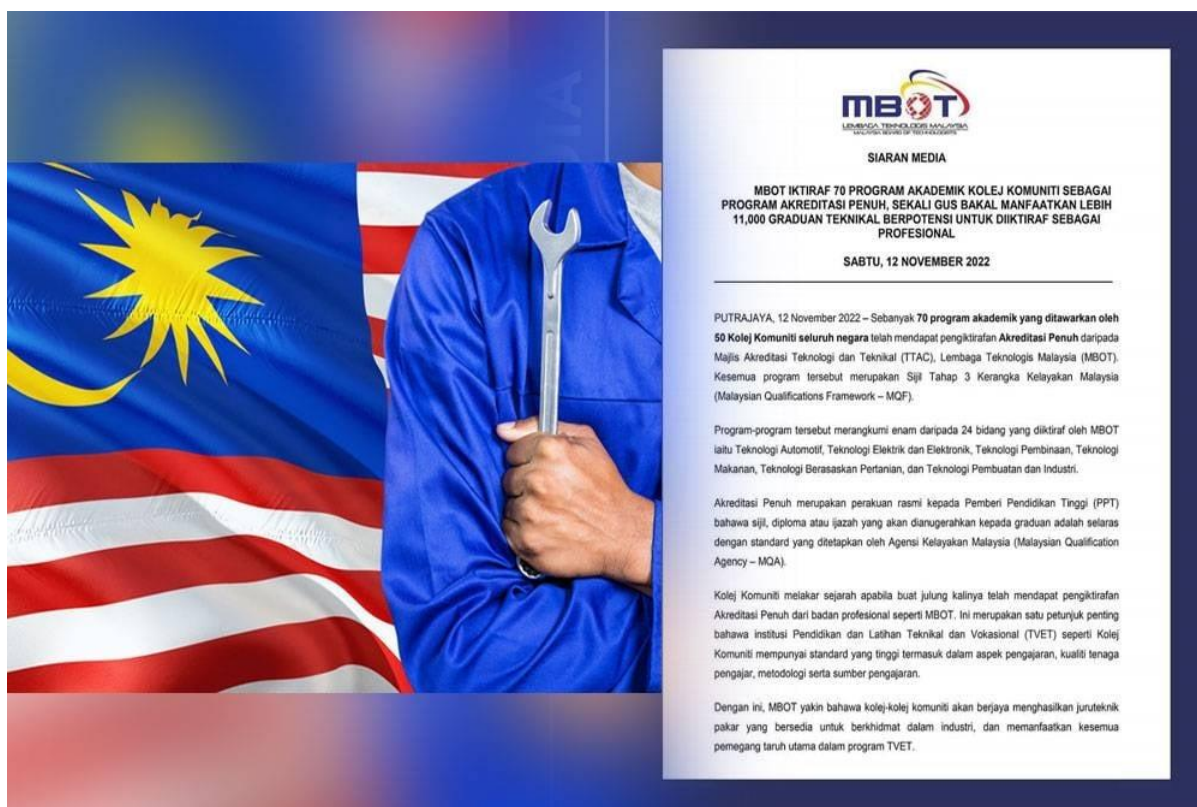 MBOT
LEMBAGA TEKNOLOGIS MALAYSIA
MALAYSIA BOARD OF TECHNOLOGISTS
SIARAN MEDIA
MBOT IKTIRAF 70 PROGRAM AKADEMIK KOLEJ KOMUNITI SEBAGAI
PROGRAM AKREDITASI PENUH, SEKALI GUS BAKAL MANFAATKAN LEBIH
11,000 GRADUAN TEKNIKAL BERPOTENSI UNTUK DIIKTIRAF SEBAGAI
PROFESIONAL
SABTU, 12 NOVEMBER 2022
PUTRAJAYA, 12 November 2022 – Sebanyak 70 program akademik yang ditawarkan oleh
50 Kolej Komuniti seluruh negara telah mendapat pengiktirafan Akreditasi Penuh daripada
Majlis Akreditasi Teknologi dan Teknikal (TTAC), Lembaga Teknologis Malaysia (MBOT).
Kesemua program tersebut merupakan Sijil Tahap 3 Kerangka Kelayakan Malaysia
(Malaysian Qualifications Framework – MQF).
Program-program tersebut merangkumi enam daripada 24 bidang yang diiktiraf oleh MBOT
iaitu Teknologi Automotif, Teknologi Elektrik dan Elektronik, Teknologi Pembinaan, Teknologi
Makanan, Teknologi Berasaskan Pertanian, dan Teknologi Pembuatan dan Industri.
Akreditasi Penuh merupakan perakuan rasmi kepada Pemberi Pendidikan Tinggi (PPT)
bahawa sijil, diploma atau ijazah yang akan dianugerahkan kepada graduan adalah selaras
dengan standard yang ditetapkan oleh Agensi Kelayakan Malaysia (Malaysian Qualification
Agency – MQA).
Kolej Komuniti melakar sejarah apabila buat julung kalinya telah mendapat pengiktirafan
Akreditasi Penuh dari badan profesional seperti MBOT. Ini merupakan satu petunjuk penting
bahawa institusi Pendidikan dan Latihan Teknikal dan Vokasional (TVET) seperti Kolej
Komuniti mempunyai standard yang tinggi termasuk dalam aspek pengajaran, kualiti tenaga
pengajar, metodologi serta sumber pengajaran.
Dengan ini, MBOT yakin bahawa kolej-kolej komuniti akan berjaya menghasilkan juruteknik
pakar yang bersedia untuk berkhidmat dalam industri, dan memanfaatkan kesemua
pemegang taruh utama dalam program TVET.